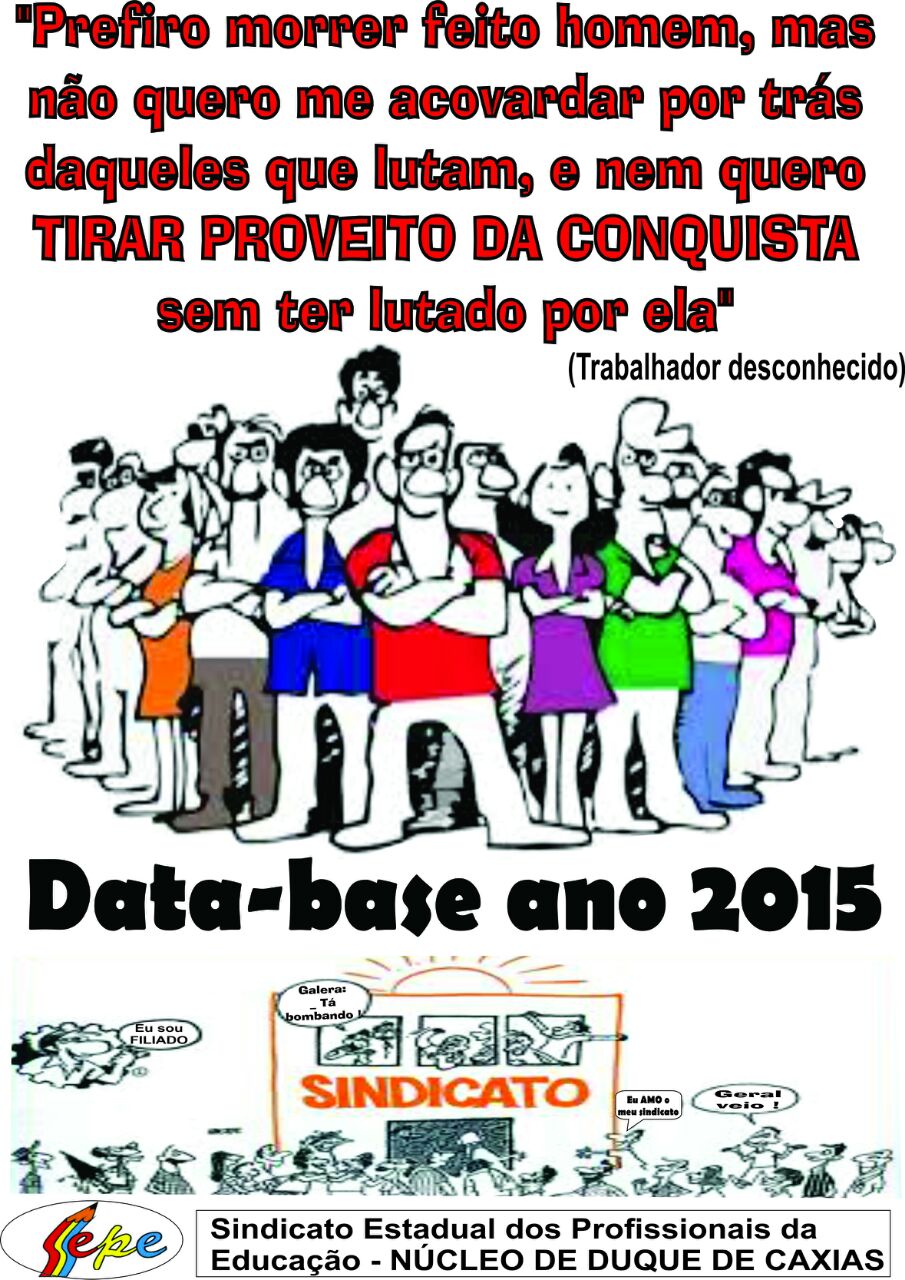 "Prefiro morrer feito homem, mas
não quero me acovardar por trás
daqueles que lutam, e nem quero
TIRAR PROVEITO DA CONQUISTA
sem ter lutado por ela"
(Trabalhador desconhecido)
Data-base ano 2015
Galera:
_ Tá
bombando !
Eu sou
FILIADO
SINDICATO
Eu AMO o
meu sindicato
Geral
veio !
Sepe
Sindicato Estadual dos Profissionais da
Educação - NÚCLEO DE DUQUE DE CAXIAS